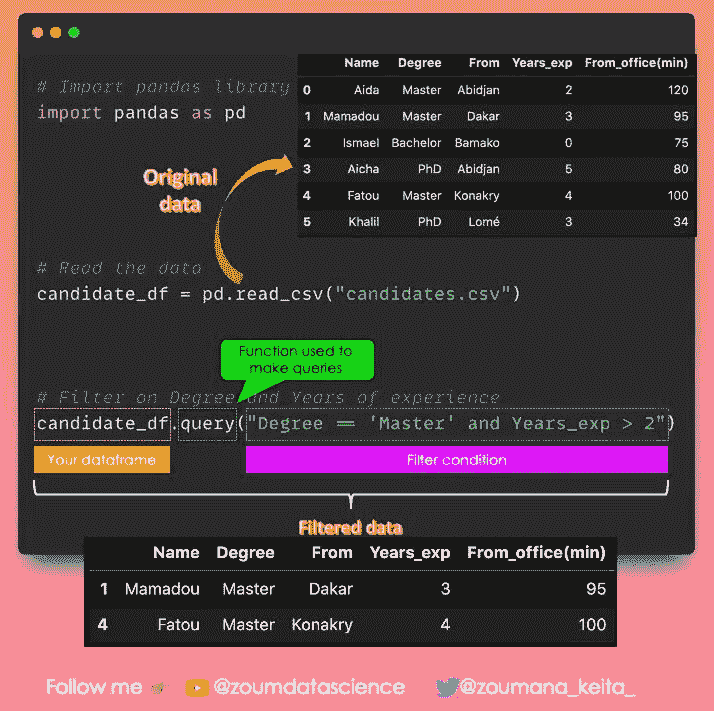 # Import pandas library
import pandas as pd
Name Degree From Years_exp From_office(min)
0 Aida Master Abidjan 2 120
1 Mamadou Master Dakar 3 95
2 Ismael Bachelor Bamako 0 75
3 Aicha PhD Abidjan 5 80
4 Fatou Master Konakry 4 100
5 Khalil PhD Lomé 3 34
Original
data
# Read the data
candidate_df = pd.read_csv("candidates.csv")
Function used to
make queries
# Filter on Degree and Years of experience
candidate_df.query("Degree == 'Master' and Years_exp > 2")
Your dataframe
Filter condition
Filtered data
Name Degree From Years_exp From_office(min)
1 Mamadou Master Dakar 3 95
4 Fatou Master Konakry 4 100
Follow me @zoumdatascience @zoumana_keita_